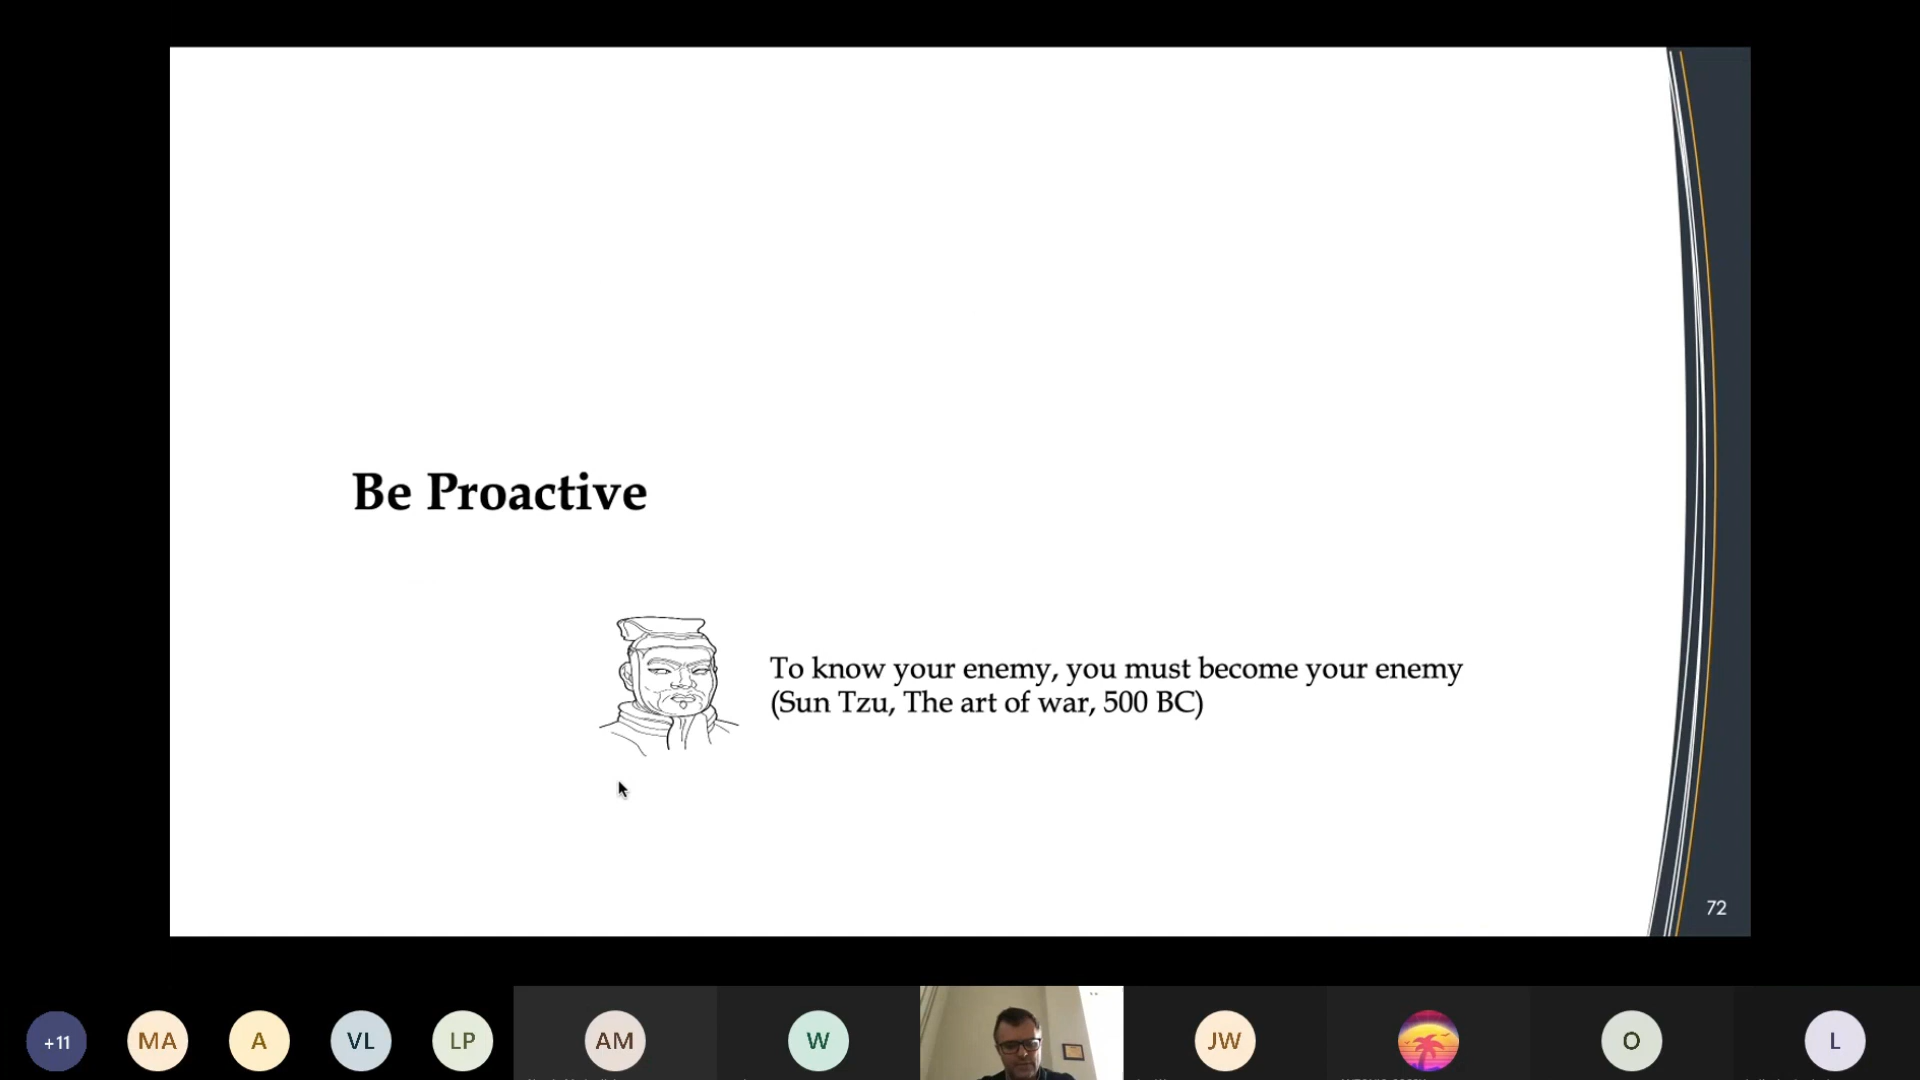 Be Proactive
To know your enemy, you must become your enemy
(Sun Tzu, The art of war, 500 BC)
72
+11
MA
A
VL
LP
AM
W
JW
O
L